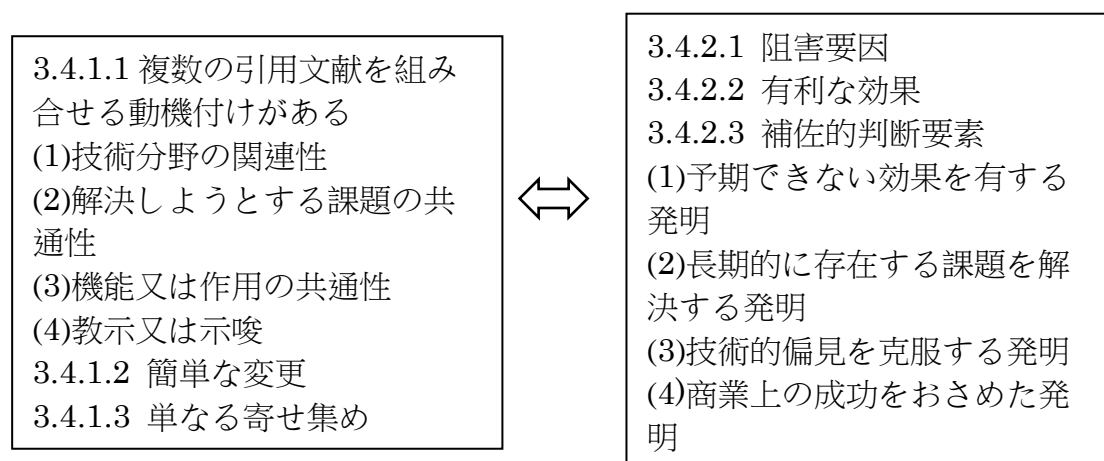 3.4.1.1 複数の引用文献を組み
合せる動機付けがある
(1)技術分野の関連性
(2)解決しようとする課題の共
通性
(3)機能又は作用の共通性
(4)教示又は示唆
3.4.1.2 簡単な変更
3.4.1.3 単なる寄せ集め
3.4.2.1 阻害要因
3.4.2.2 有利な効果
3.4.2.3 補佐的判断要素
(1)予期できない効果を有する
発明
(2)長期的に存在する課題を解
決する発明
(3)技術的偏見を克服する発明
(4)商業上の成功をおさめた発
明